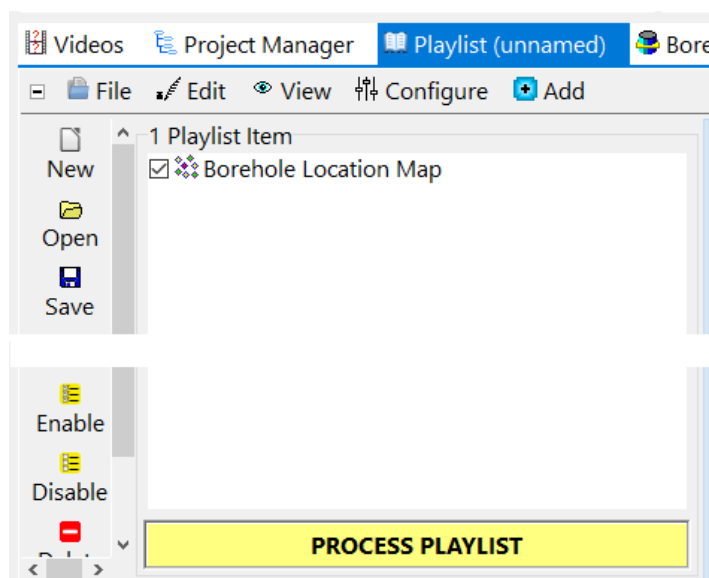 Videos Project Manager Playlist (unnamed) Bore
File Edit View Configure Add
1 Playlist Item
New
Borehole Location Map
Open
Save
Enable
Disable
PROCESS PLAYLIST